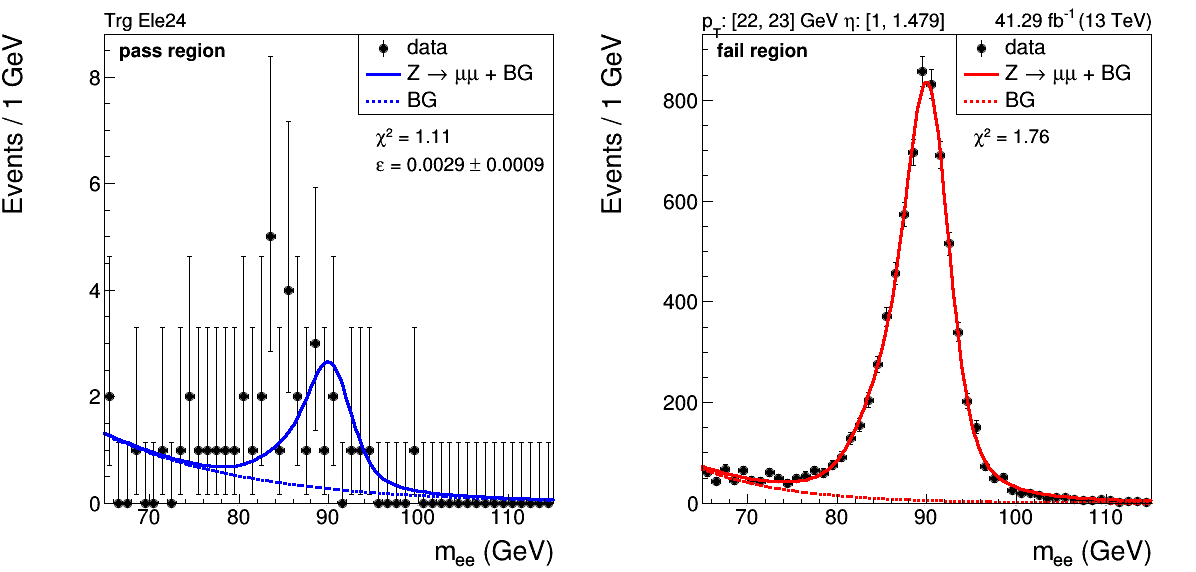 Trg Ele24
pass region
data
Z → μμ + BG
BG
χ² = 1.11
ε = 0.0029 ± 0.0009
Events / 1 GeV
8
6
4
2
0
70 80 90 100 110
mee (GeV)
pT: [22, 23] GeV η: [1, 1.479] 41.29 fb-1 (13 TeV)
fail region
data
Z → μμ + BG
BG
χ² = 1.76
Events / 1 GeV
800
600
400
200
0
70 80 90 100 110
mee (GeV)